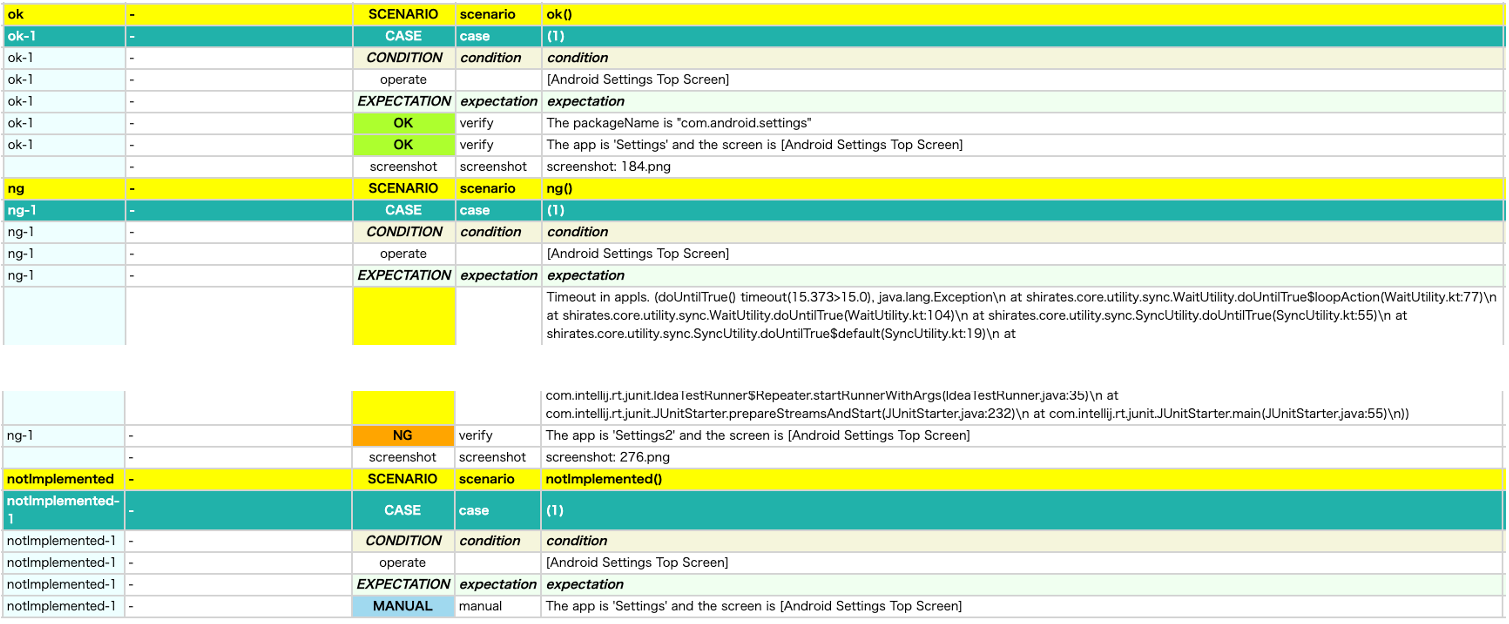 ok - SCENARIO scenario ok()
ok-1 - CASE case (1)
ok-1 - CONDITION condition condition
ok-1 - operate [Android Settings Top Screen]
ok-1 - EXPECTATION expectation expectation
ok-1 - OK verify The packageName is "com.android.settings"
ok-1 - OK verify The app is 'Settings' and the screen is [Android Settings Top Screen]
- screenshot screenshot screenshot: 184.png
ng - SCENARIO scenario ng()
ng-1 - CASE case (1)
ng-1 - CONDITION condition condition
ng-1 - operate [Android Settings Top Screen]
ng-1 - EXPECTATION expectation expectation
Timeout in appIs. (doUntilTrue() timeout(15.373>15.0), java.lang.Exception\n at shirates.core.utility.sync.WaitUtility.doUntilTrue$loopAction(WaitUtility.kt:77)\n
at shirates.core.utility.sync.WaitUtility.doUntilTrue(WaitUtility.kt:104)\n at shirates.core.utility.sync.SyncUtility.doUntilTrue(SyncUtility.kt:55)\n at
shirates.core.utility.sync.SyncUtility.doUntilTrue$default(SyncUtility.kt:19)\n at
com.intellij.rt.junit.IdeaTestRunner$Repeater.startRunnerWithArgs(IdeaTestRunner.java:35)\n at
com.intellij.rt.junit.JUnitStarter.prepareStreamsAndStart(JUnitStarter.java:232)\n at com.intellij.rt.junit.JUnitStarter.main(JUnitStarter.java:55)\n))
ng-1 - NG verify The app is 'Settings2' and the screen is [Android Settings Top Screen]
- screenshot screenshot screenshot: 276.png
notImplemented - SCENARIO scenario notImplemented()
notImplemented-
1 - CASE case (1)
notImplemented-1 - CONDITION condition condition
notImplemented-1 - operate [Android Settings Top Screen]
notImplemented-1 - EXPECTATION expectation expectation
notImplemented-1 - MANUAL manual The app is 'Settings' and the screen is [Android Settings Top Screen]